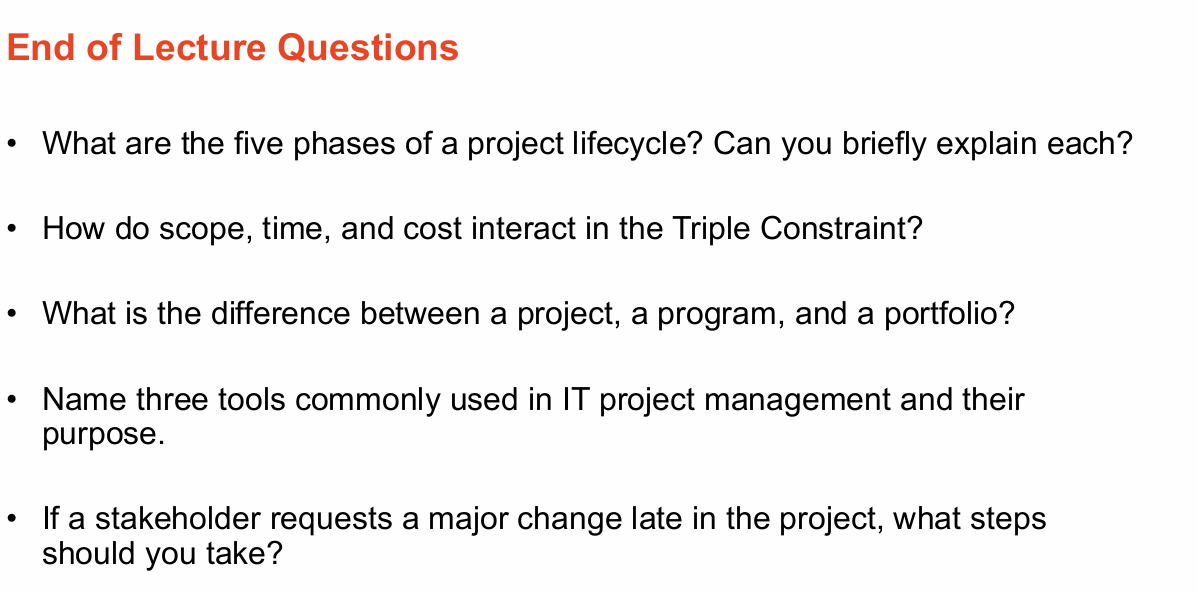 End of Lecture Questions
• What are the five phases of a project lifecycle? Can you briefly explain each?
• How do scope, time, and cost interact in the Triple Constraint?
• What is the difference between a project, a program, and a portfolio?
• Name three tools commonly used in IT project management and their
purpose.
• If a stakeholder requests a major change late in the project, what steps
should you take?